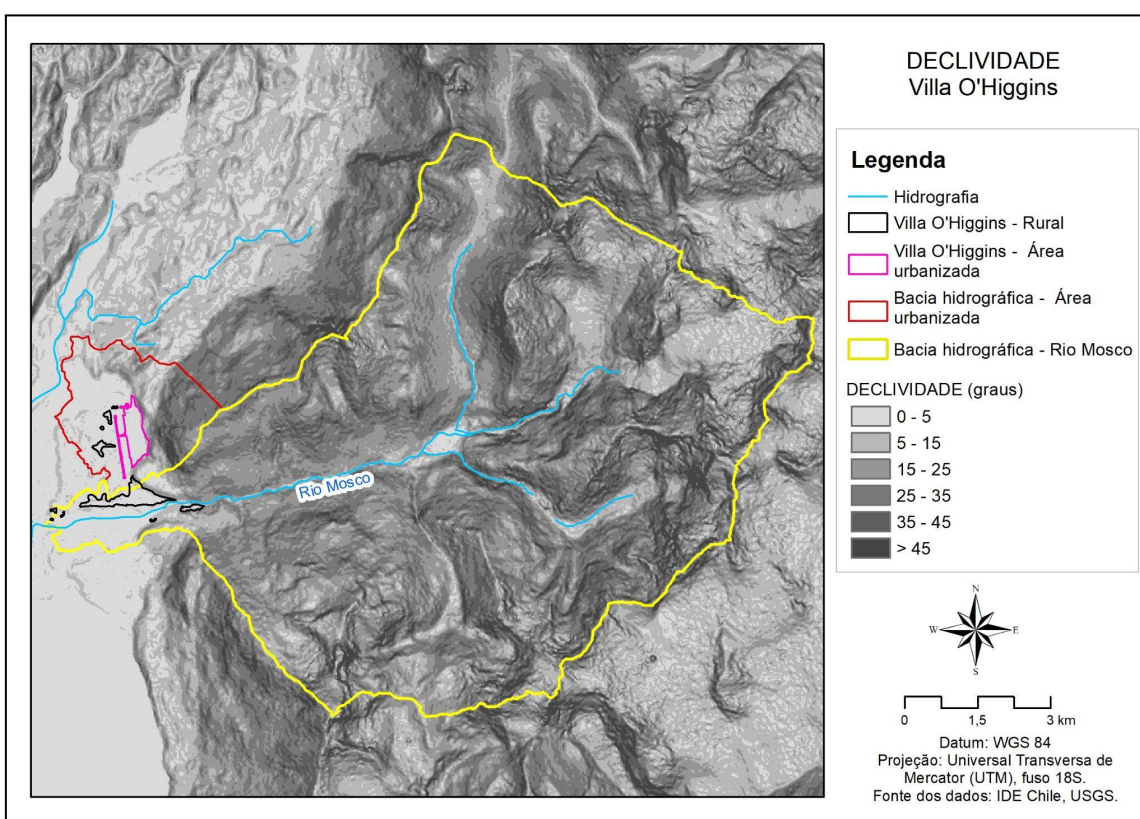 DECLIVIDADE
Villa O'Higgins
Legenda
Hidrografia
Villa O'Higgins - Rural
Villa O'Higgins - Área
urbanizada
Bacia hidrográfica - Área
urbanizada
Bacia hidrográfica - Rio Mosco
DECLIVIDADE (graus)
0 - 5
5 - 15
15 - 25
25 - 35
35 - 45
> 45
Rio Mosco
N
W E
S
0 1,5 3 km
Datum: WGS 84
Projeção: Universal Transversa de
Mercator (UTM), fuso 18S.
Fonte dos dados: IDE Chile, USGS.